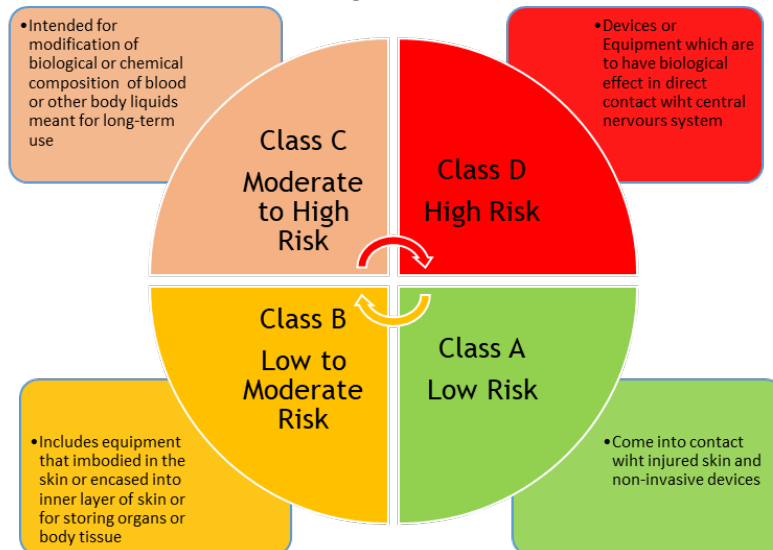 •Intended for
modification of
biological or chemical
composition of blood
or other body liquids
meant for long-term
use
Class C
Moderate
to High
Risk
•Devices or
Equipment which are
to have biological
effect in direct
contact wiht central
nervours system
Class D
High Risk
Class B
Low to
Moderate
Risk
•Includes equipment
that imbodied in the
skin or encased into
inner layer of skin or
for storing organs or
body tissue
Class A
Low Risk
•Come into contact
wiht injured skin and
non-invasive devices